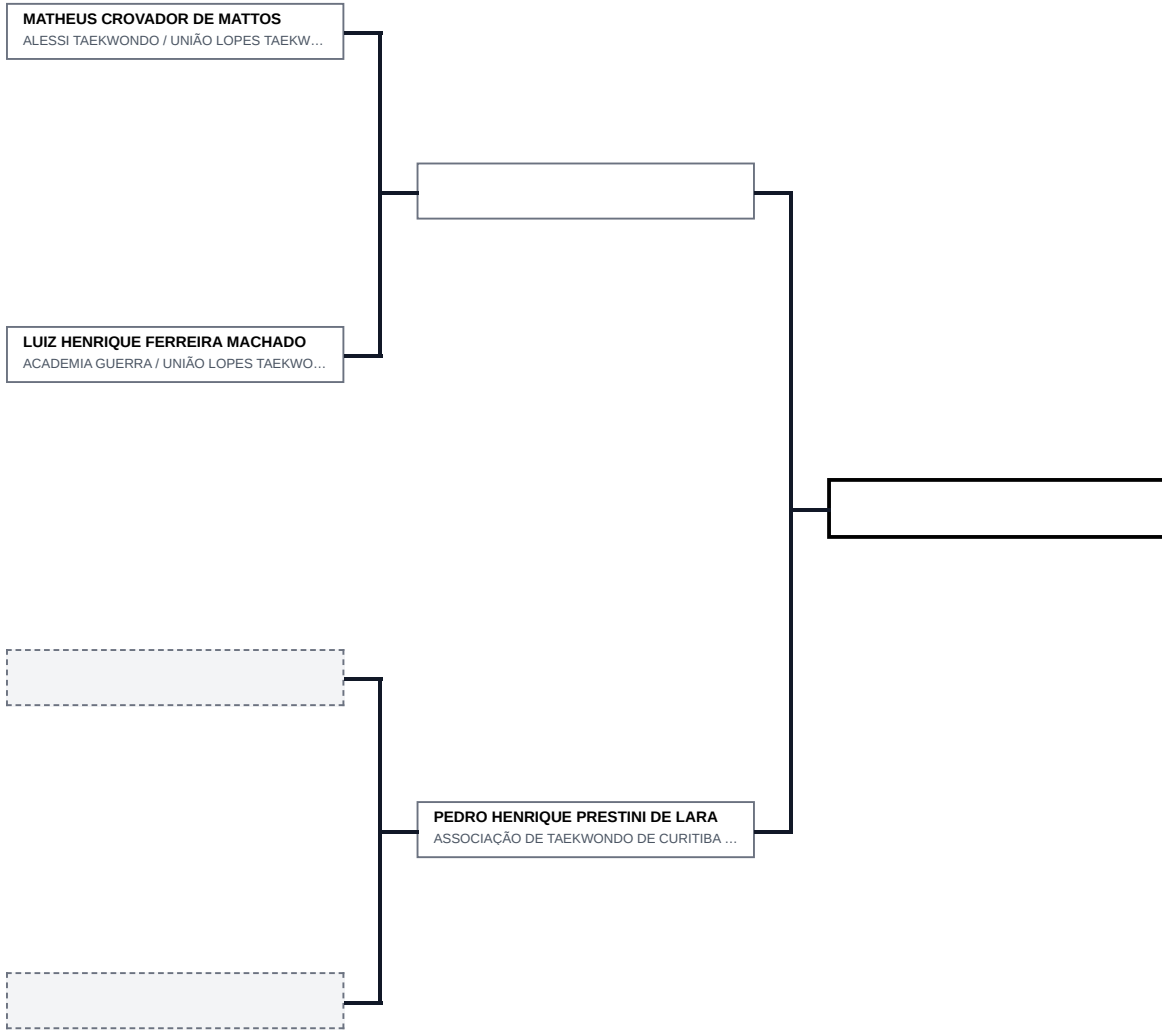 MATHEUS CROVADOR DE MATTOS
ALESSI TAEKWONDO / UNIÃO LOPES TAEKW…
LUIZ HENRIQUE FERREIRA MACHADO
ACADEMIA GUERRA / UNIÃO LOPES TAEKWO…
PEDRO HENRIQUE PRESTINI DE LARA
ASSOCIAÇÃO DE TAEKWONDO DE CURITIBA …